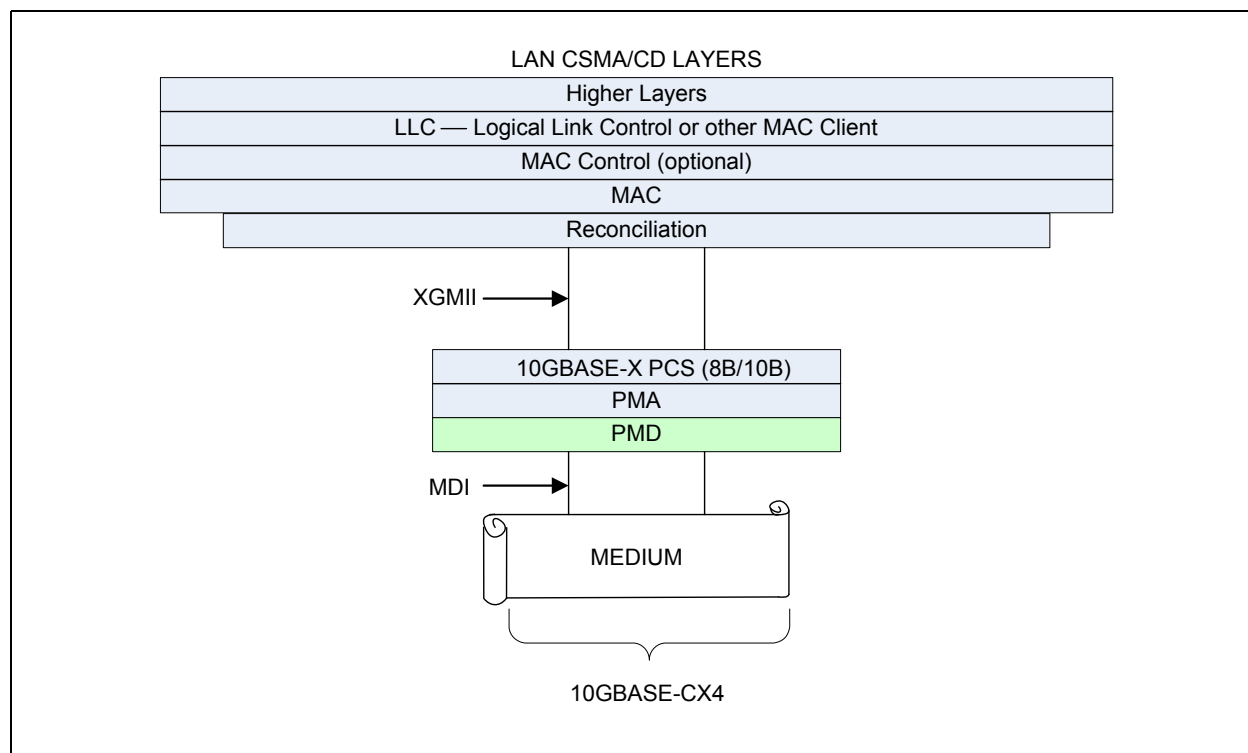 LAN CSMA/CD LAYERS
Higher Layers
LLC — Logical Link Control or other MAC Client
MAC Control (optional)
MAC
Reconciliation
XGMII
10GBASE-X PCS (8B/10B)
PMA
PMD
MDI
MEDIUM
10GBASE-CX4